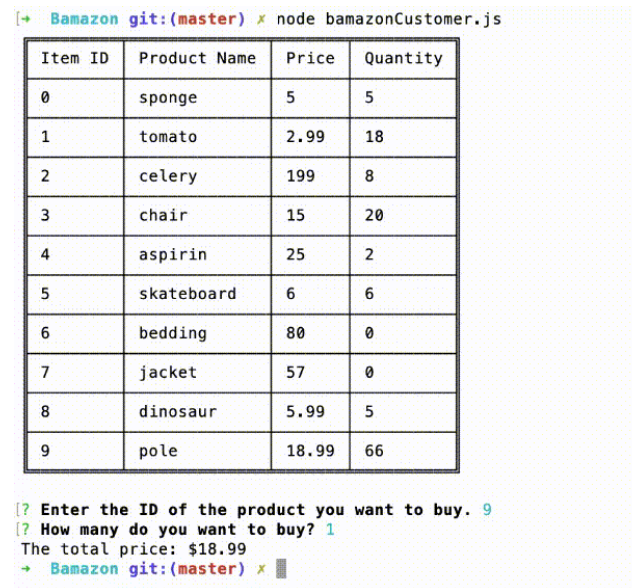 [➜ Bamazon git:(master) ✗ node bamazonCustomer.js
Item ID Product Name Price Quantity
0 sponge 5 5
1 tomato 2.99 18
2 celery 199 8
3 chair 15 20
4 aspirin 25 2
5 skateboard 6 6
6 bedding 80 0
7 jacket 57 0
8 dinosaur 5.99 5
9 pole 18.99 66
[? Enter the ID of the product you want to buy. 9
[? How many do you want to buy? 1
The total price: $18.99
➜ Bamazon git:(master) ✗